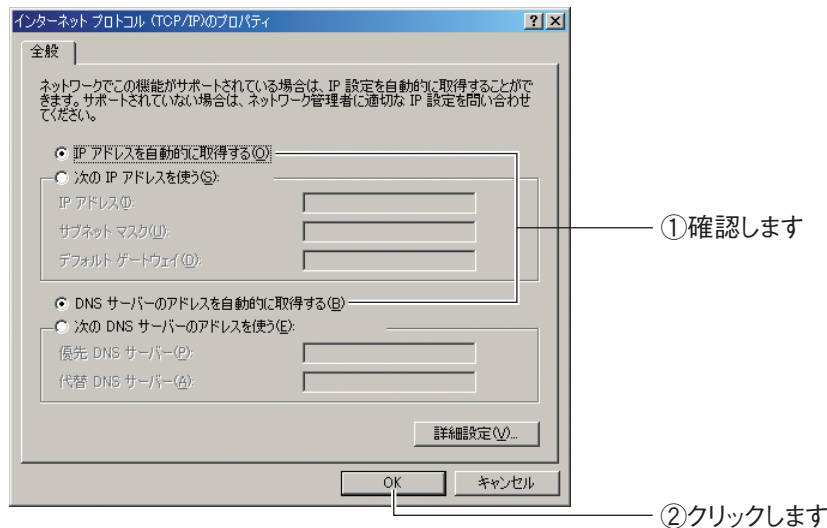 インターネット プロトコル (TCP/IP)のプロパティ
全般
ネットワークでこの機能がサポートされている場合は、IP 設定を自動的に取得することがで
きます。サポートされていない場合は、ネットワーク管理者に適切な IP 設定を問い合わせ
てください。
IP アドレスを自動的に取得する(O)
次の IP アドレスを使う(S):
IP アドレス(I):
サブネット マスク(U):
①確認します
デフォルト ゲートウェイ(D):
DNS サーバーのアドレスを自動的に取得する(B)
次の DNS サーバーのアドレスを使う(E):
優先 DNS サーバー(P):
代替 DNS サーバー(A):
詳細設定(V)...
OK
キャンセル
②クリックします